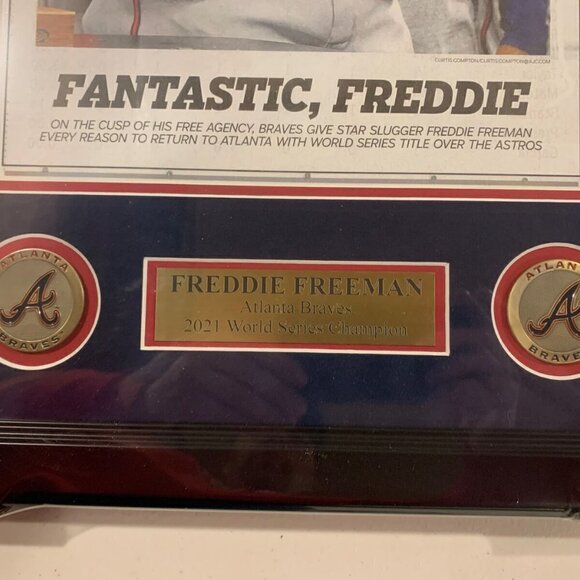 CURTIS COMPTON/CURTIS.COMPTON@AJC.COM
FANTASTIC, FREDDIE
ON THE CUSP OF HIS FREE AGENCY, BRAVES GIVE STAR SLUGGER FREDDIE FREEMAN
EVERY REASON TO RETURN TO ATLANTA WITH WORLD SERIES TITLE OVER THE ASTROS
ATLANTA
A
BRAVES
FREDDIE FREEMAN
Atlanta Braves
2021 World Series Champion
ATLANTA
A
BRAVES